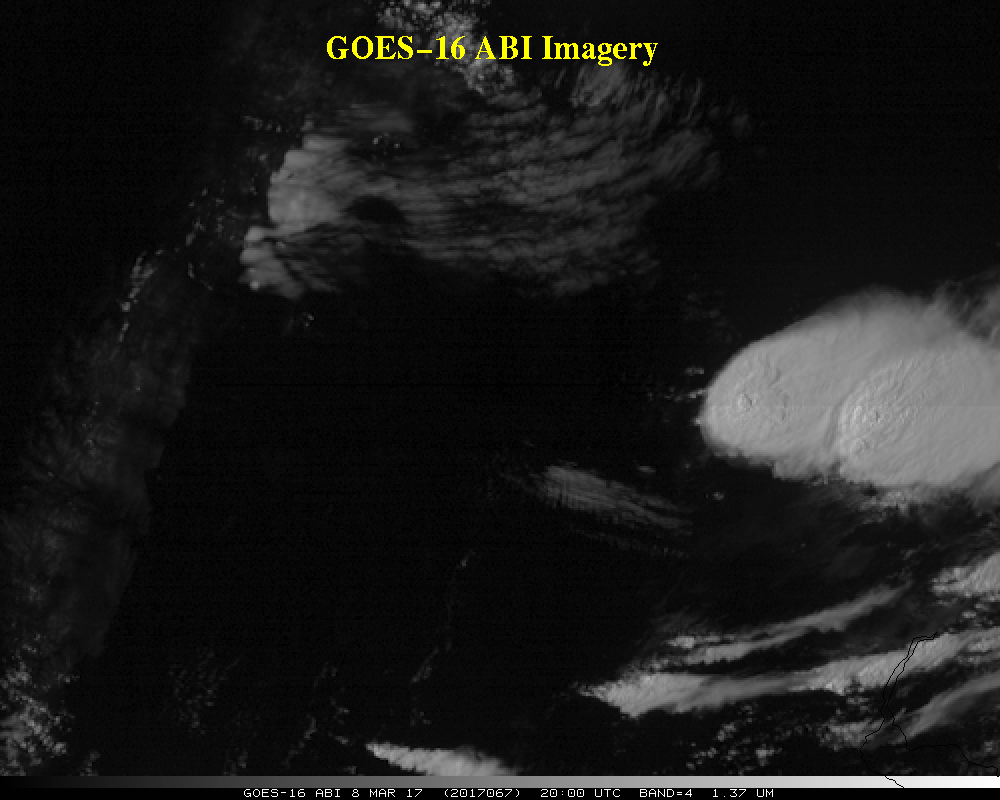 GOES-16 ABI Imagery
GOES-16 ABI 8 MAR 17 (2017067) 20:00 UTC BAND=4 1.37 UM